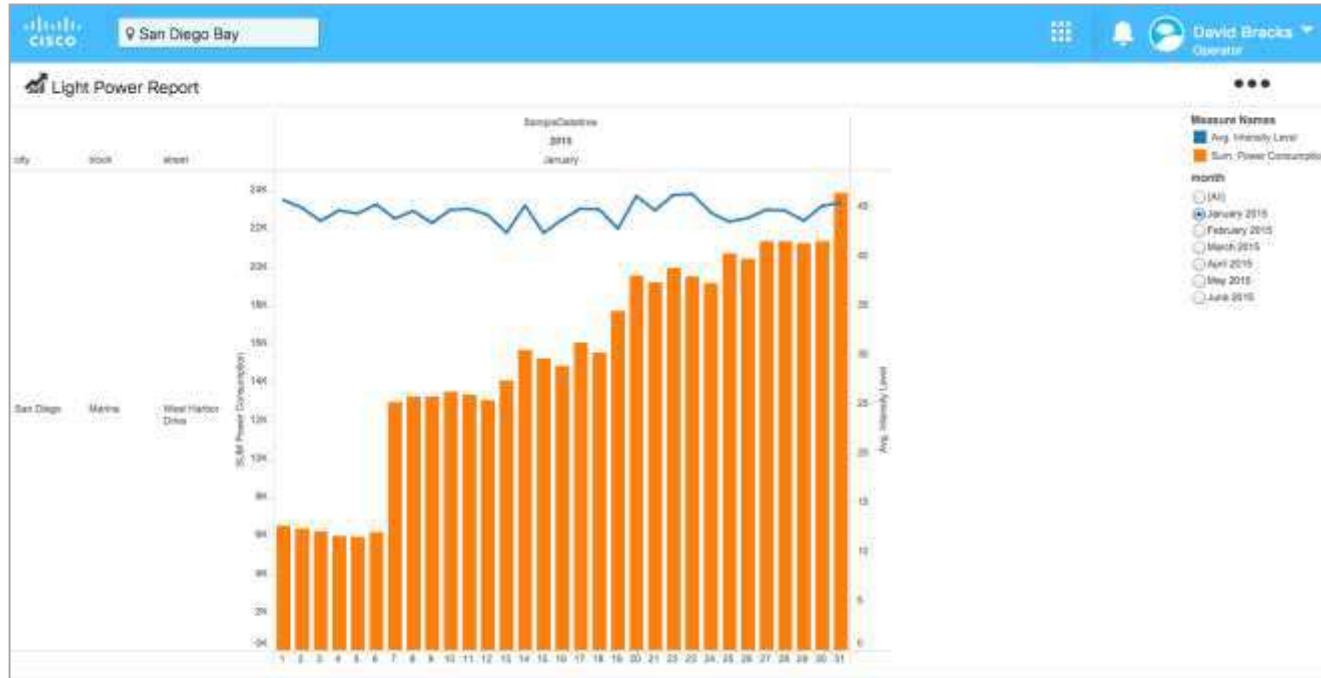 CISCO
San Diego Bay
David Bracks
Operator
Light Power Report
SampleDatetime
2015
January
city block street
San Diego Marina West Harbor
Drive
SUM Power Consumption)
24K
22K
20K
18K
16K
14K
12K
10K
8K
6K
4K
2K
0K
45
40
35
30
25
20
15
10
5
0
Avg. Intensity Level
1 2 3 4 5 6 7 8 9 10 11 12 13 14 15 16 17 18 19 20 21 22 23 24 25 26 27 28 29 30 31
Measure Names
Avg. Intensity Level
Sum. Power Consumptio
month
(All)
January 2015
February 2015
March 2015
April 2015
May 2015
June 2015